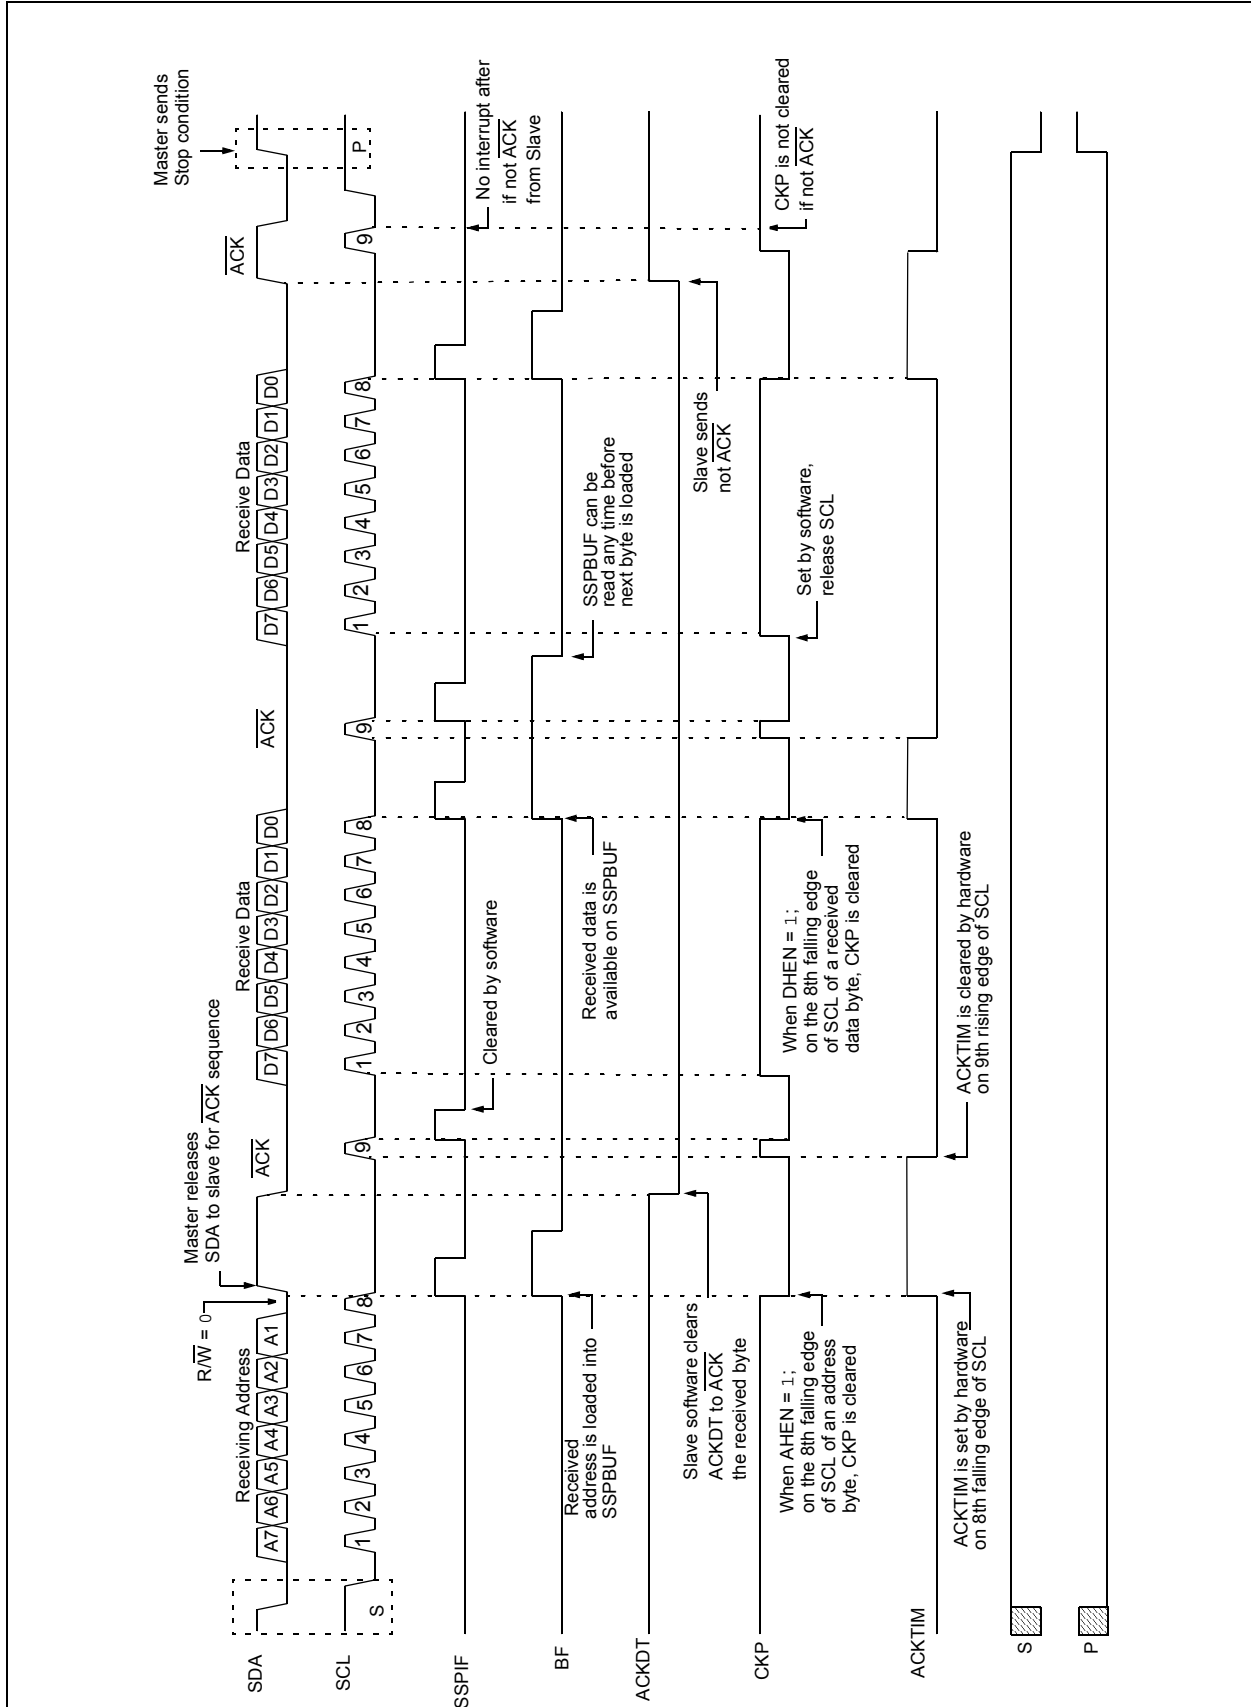 Master sends
Stop condition
Master releases
SDA to slave for ACK sequence
R/W = 0
Receiving Address
ACK
Receive Data
ACK
Receive Data
ACK
SDA
A7 A6 A5 A4 A3 A2 A1
D7 D6 D5 D4 D3 D2 D1 D0
D7 D6 D5 D4 D3 D2 D1 D0
SCL
S
1 2 3 4 5 6 7 8 9
1 2 3 4 5 6 7 8 9
1 2 3 4 5 6 7 8 9
P
SSPIF
Cleared by software
No interrupt after
if not ACK
from Slave
BF
Received
address is loaded into
SSPBUF
Received data is
available on SSPBUF
SSPBUF can be
read any time before
next byte is loaded
ACKDT
Slave software clears
ACKDT to ACK
the received byte
Slave sends
not ACK
CKP
When AHEN = 1;
on the 8th falling edge
of SCL of an address
byte, CKP is cleared
When DHEN = 1;
on the 8th falling edge
of SCL of a received
data byte, CKP is cleared
Set by software,
release SCL
CKP is not cleared
if not ACK
ACKTIM
ACKTIM is set by hardware
on 8th falling edge of SCL
ACKTIM is cleared by hardware
on 9th rising edge of SCL
S
P